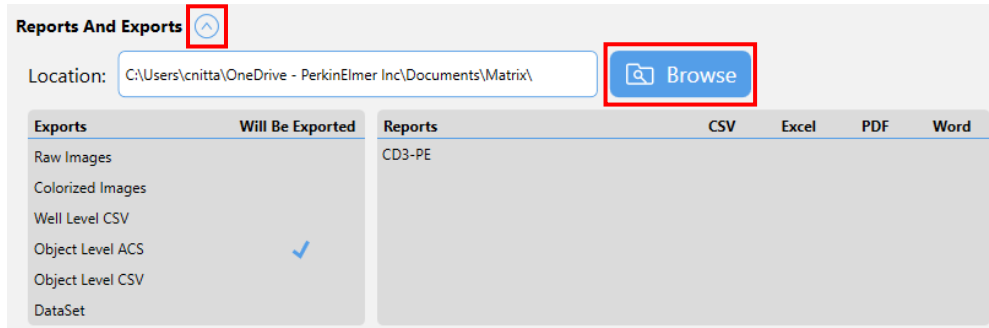 Reports And Exports
Location: C:\Users\cnitta\OneDrive - PerkinElmer Inc\Documents\Matrix\ Browse
Exports Will Be Exported Reports CSV Excel PDF Word
Raw Images CD3-PE
Colorized Images
Well Level CSV
Object Level ACS
Object Level CSV
DataSet